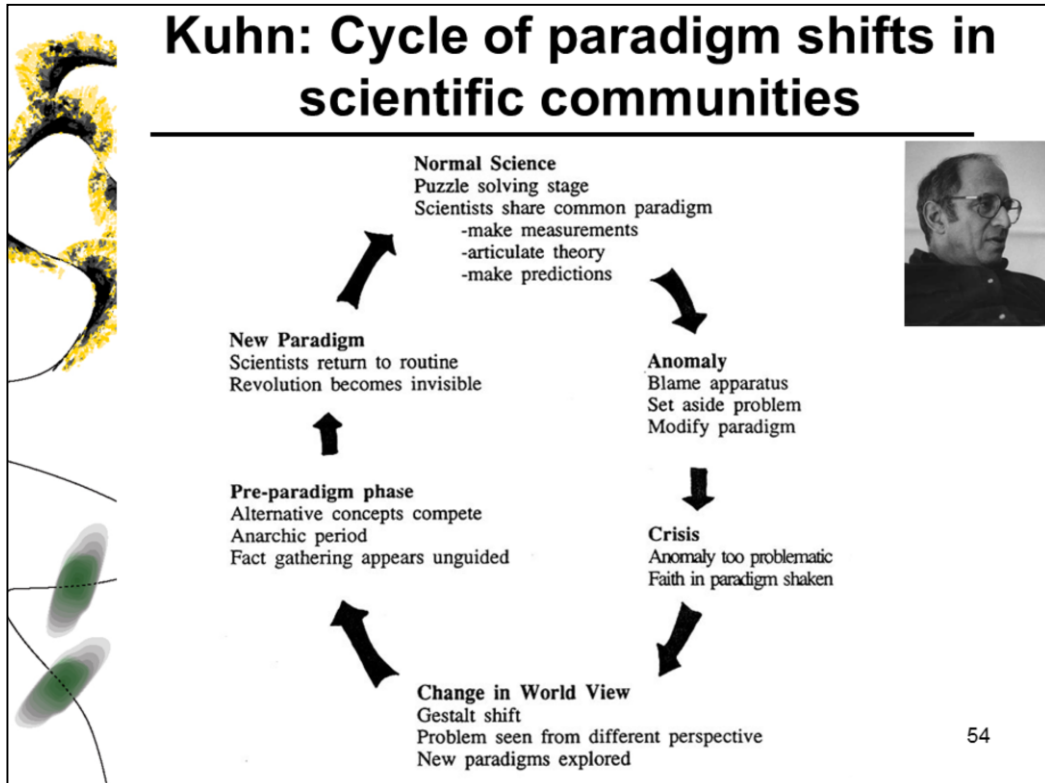 Kuhn: Cycle of paradigm shifts in
scientific communities
Normal Science
Puzzle solving stage
Scientists share common paradigm
-make measurements
-articulate theory
-make predictions
Anomaly
Blame apparatus
Set aside problem
Modify paradigm
Crisis
Anomaly too problematic
Faith in paradigm shaken
Change in World View
Gestalt shift
Problem seen from different perspective
New paradigms explored
Pre-paradigm phase
Alternative concepts compete
Anarchic period
Fact gathering appears unguided
New Paradigm
Scientists return to routine
Revolution becomes invisible
54